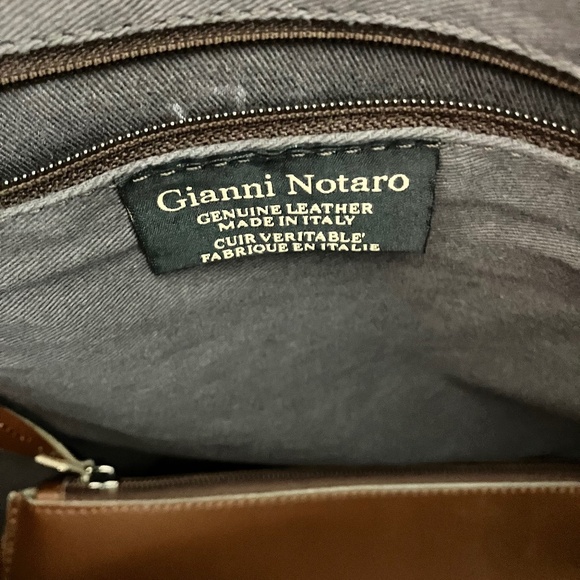 Gianni Notaro
GENUINE LEATHER
MADE IN ITALY
CUIR VERITABLE'
FABRIQUE EN ITALIE